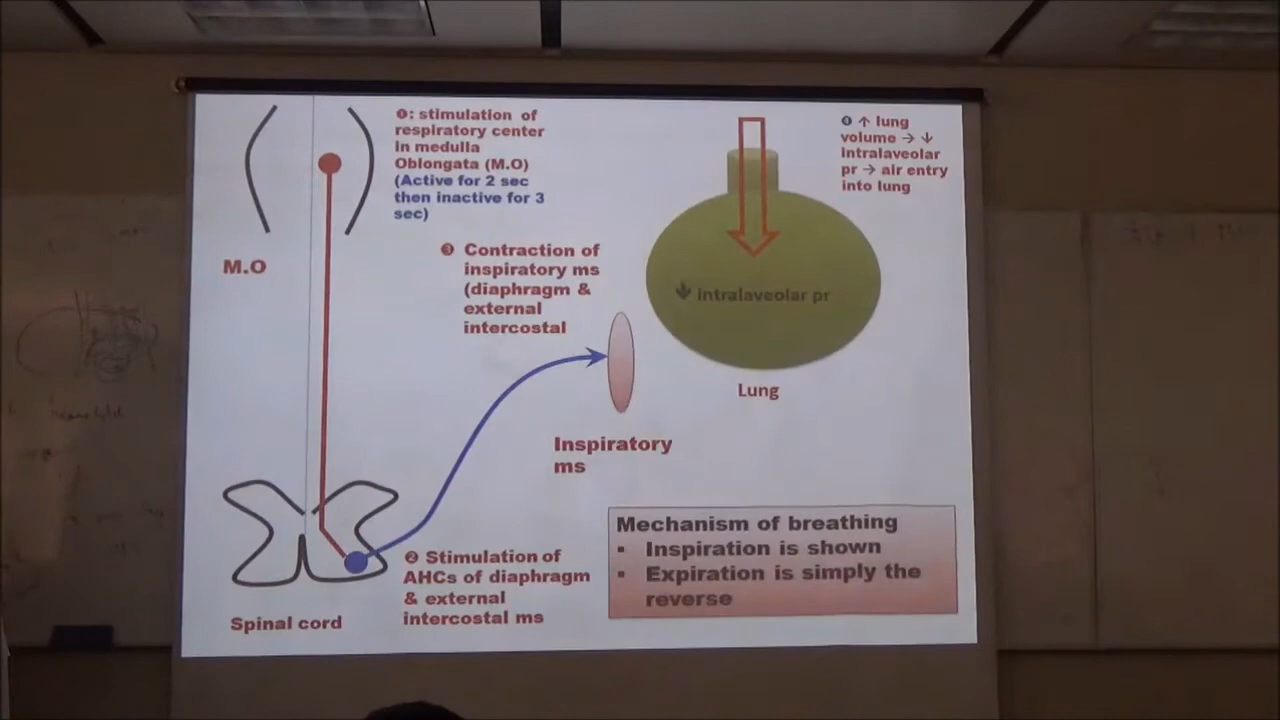 ❶: stimulation of
respiratory center
in medulla
Oblongata (M.O)
(Active for 2 sec
then inactive for 3
sec)
M.O
❸ Contraction of
inspiratory ms
(diaphragm &
external
intercostal
❹ ↑ lung
volume → ↓
intralaveolar
pr → air entry
into lung
↓ intralaveolar pr
Lung
Inspiratory
ms
❷ Stimulation of
AHCs of diaphragm
& external
intercostal ms
Spinal cord
Mechanism of breathing
▪ Inspiration is shown
▪ Expiration is simply the
reverse